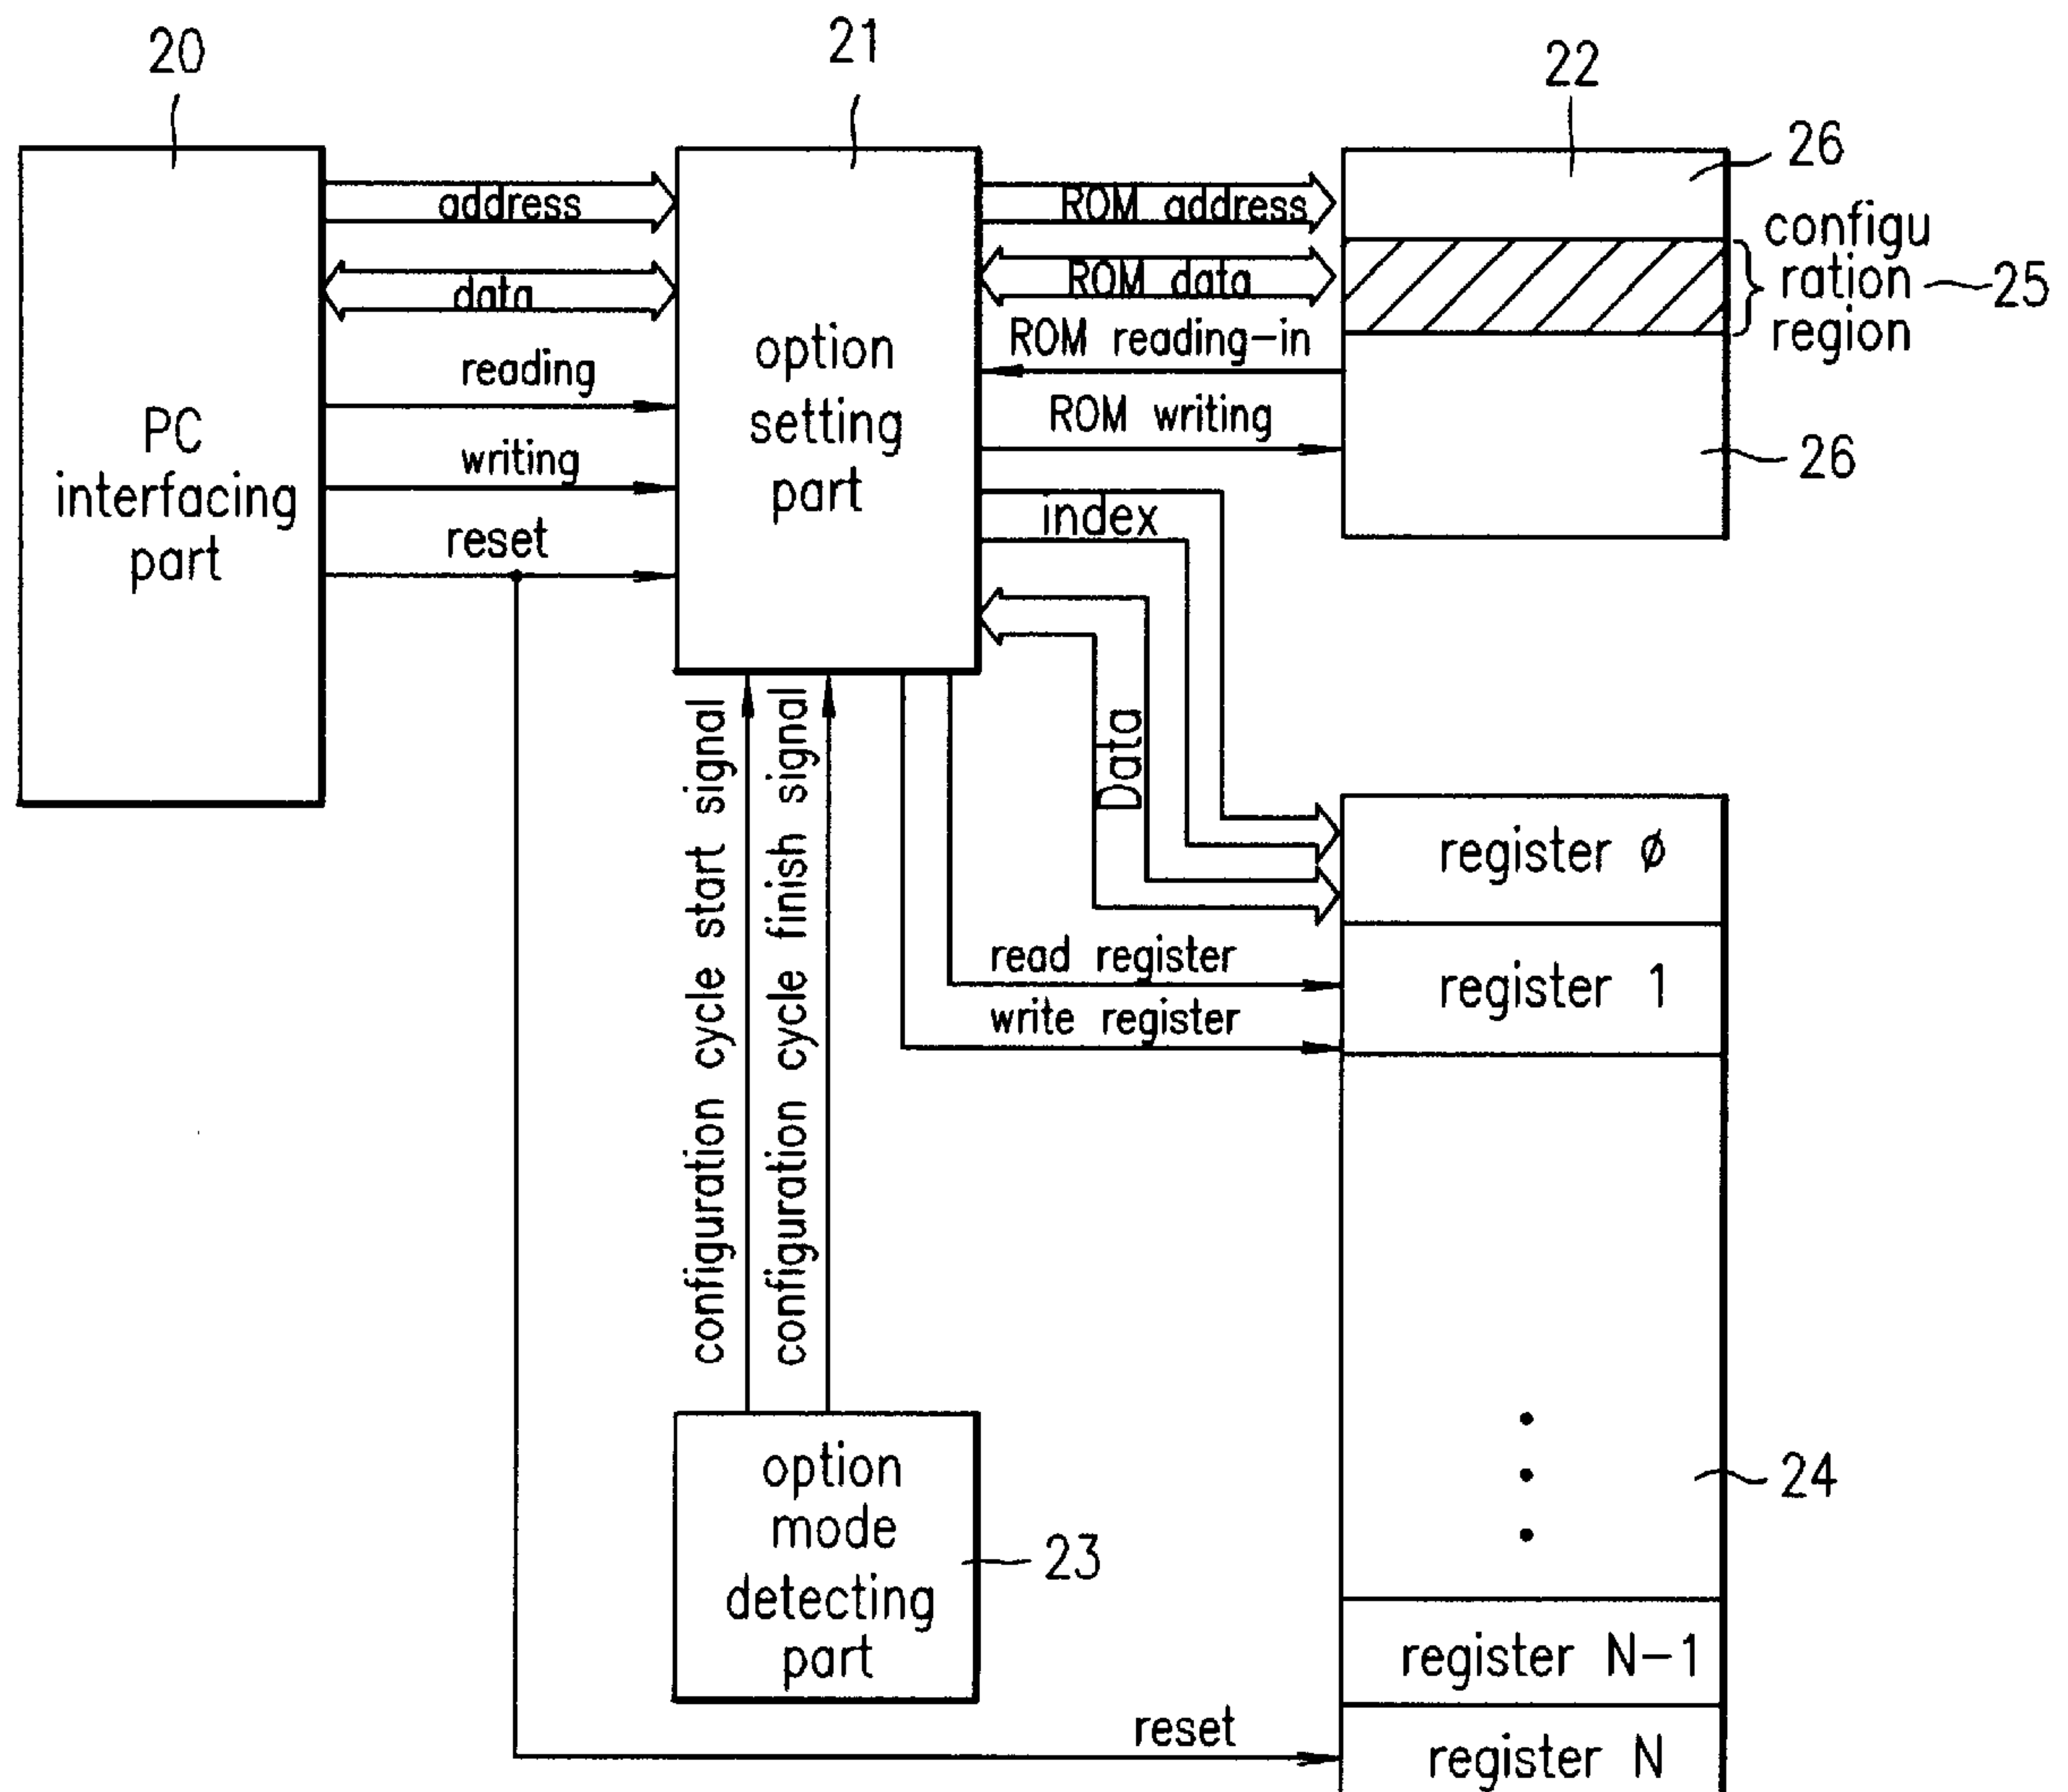 20
21
22
26
address
ROM address
configu
ration
region
25
data
ROM data
reading
ROM reading-in
option
setting
part
writing
ROM writing
26
PC
interfacing
part
reset
index
Data
configuration cycle start signal
configuration cycle finish signal
register ø
read register
register 1
write register
24
option
mode
detecting
part
23
register N-1
reset
register N